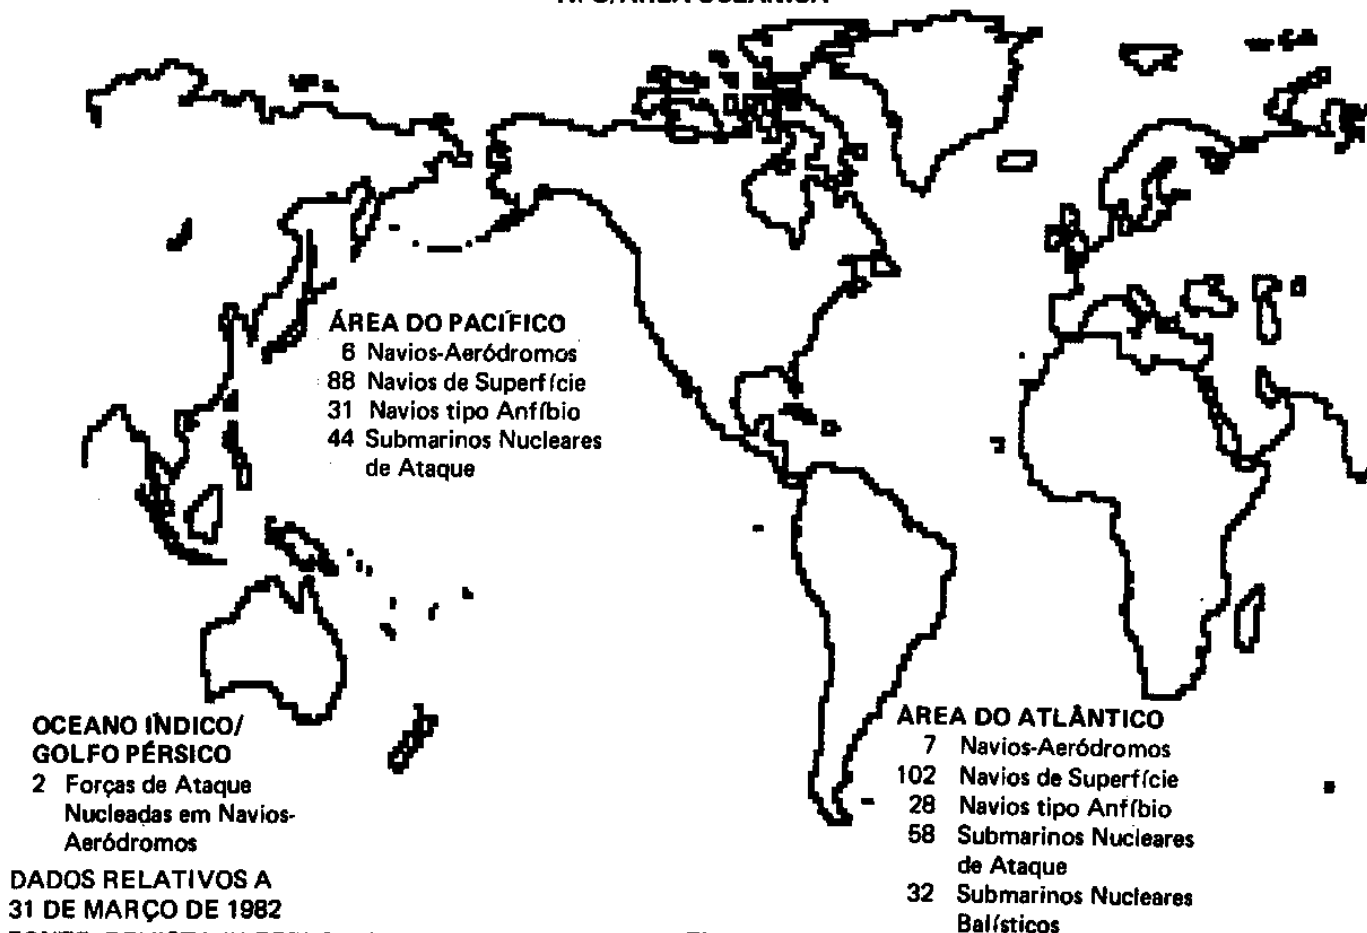 ÁREA DO PACÍFICO
6 Navios-Aeródromos
88 Navios de Superfície
31 Navios tipo Anfíbio
44 Submarinos Nucleares
de Ataque
OCEANO ÍNDICO/
GOLFO PÉRSICO
2 Forças de Ataque
Nucleadas em Navios-
Aeródromos
ÁREA DO ATLÂNTICO
7 Navios-Aeródromos
102 Navios de Superfície
28 Navios tipo Anfíbio
58 Submarinos Nucleares
de Ataque
32 Submarinos Nucleares
Balísticos
DADOS RELATIVOS A
31 DE MARÇO DE 1982